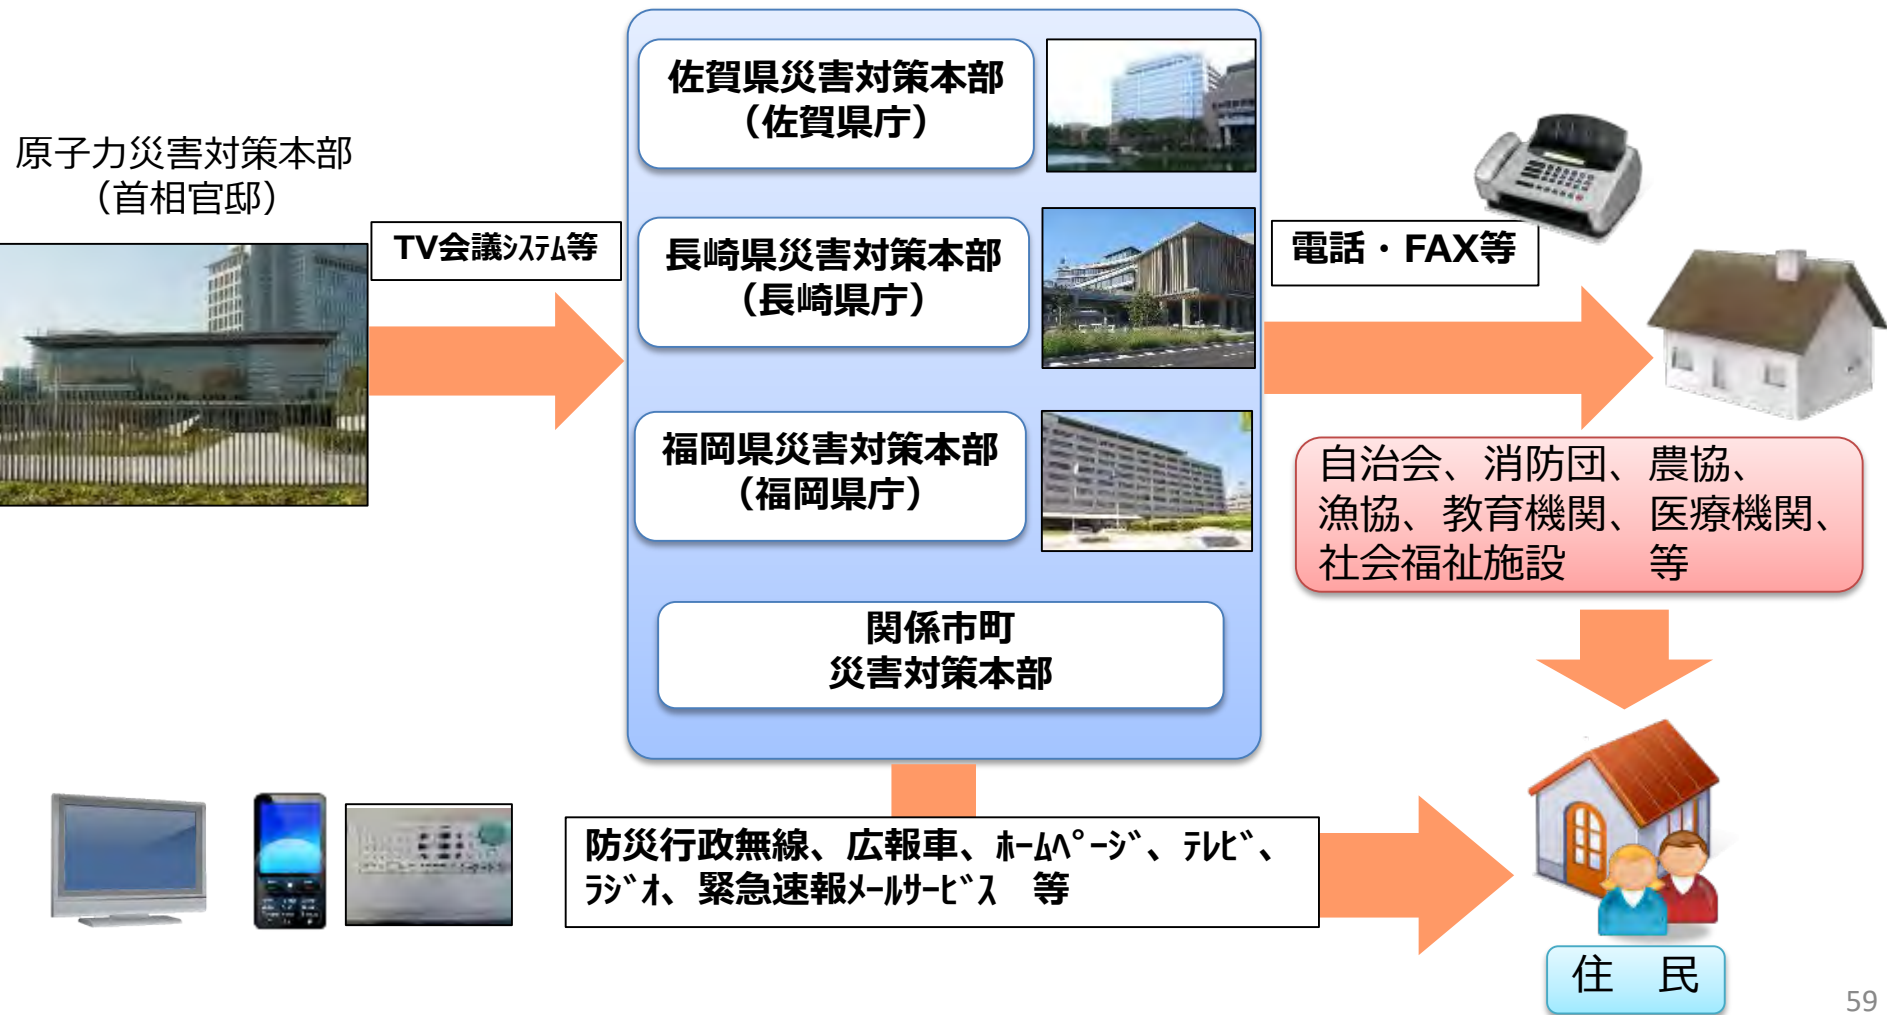 原子力災害対策本部
（首相官邸）
TV会議ｼｽﾃﾑ等
佐賀県災害対策本部
（佐賀県庁）
長崎県災害対策本部
（長崎県庁）
福岡県災害対策本部
（福岡県庁）
関係市町
災害対策本部
電話・FAX等
自治会、消防団、農協、
漁協、教育機関、医療機関、
社会福祉施設　　等
防災行政無線、広報車、ﾎｰﾑﾍﾟｰｼﾞ、ﾃﾚﾋﾞ、
ﾗｼﾞｵ、緊急速報ﾒｰﾙｻｰﾋﾞｽ　等
住　民
59